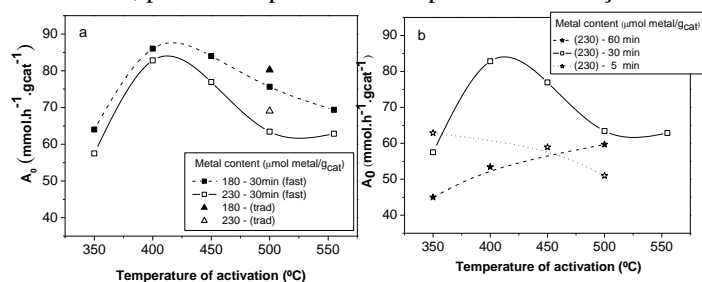 a
A₀ (mmol.h⁻¹.gcat⁻¹)
90
80
70
60
50
40
350 400 450 500 550
Temperature of activation (ºC)
Metal content (μmol metal/g_cat)
180 - 30min (fast)
230 - 30min (fast)
180 - (trad)
230 - (trad)
b
A0 (mmol.h⁻¹.gcat⁻¹)
90
80
70
60
50
40
350 400 450 500 550
Temperature of activation (ºC)
Metal content (μmol metal/g_cat)
(230) - 60 min
(230) - 30 min
(230) - 5 min